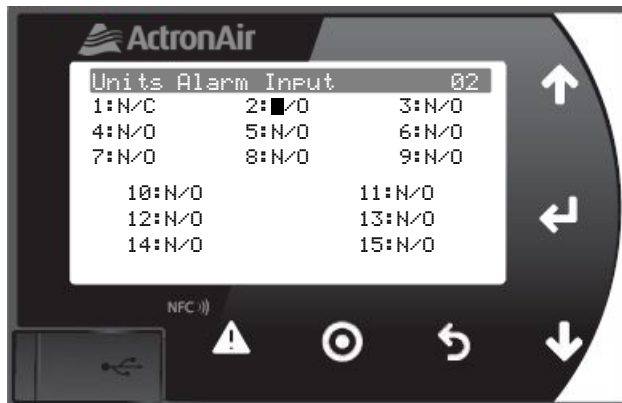 ActronAir
Units Alarm Input 02
1:N/C 2:█/O 3:N/O
4:N/O 5:N/O 6:N/O
7:N/O 8:N/O 9:N/O
10:N/O 11:N/O
12:N/O 13:N/O
14:N/O 15:N/O
NFC